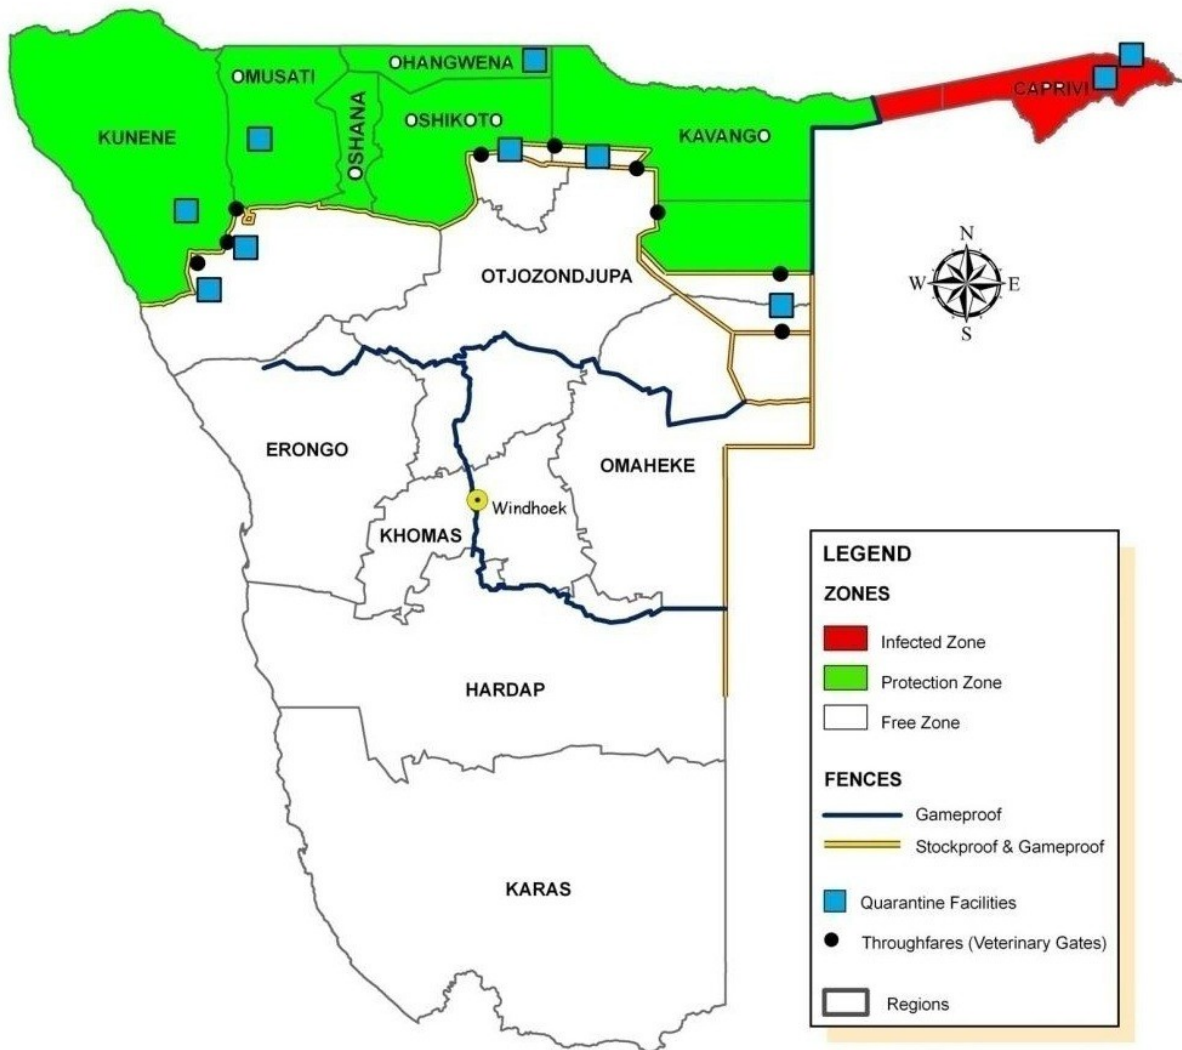 OHANGWENA
OMUSATI
CAPRIVI
OSHANA
OSHIKOTO
KUNENE
KAVANGO
N
W
E
S
OTJOZONDJUPA
ERONGO
OMAHEKE
Windhoek
KHOMAS
HARDAP
KARAS
LEGEND
ZONES
Infected Zone
Protection Zone
Free Zone
FENCES
Gameproof
Stockproof & Gameproof
Quarantine Facilities
Throughfares (Veterinary Gates)
Regions